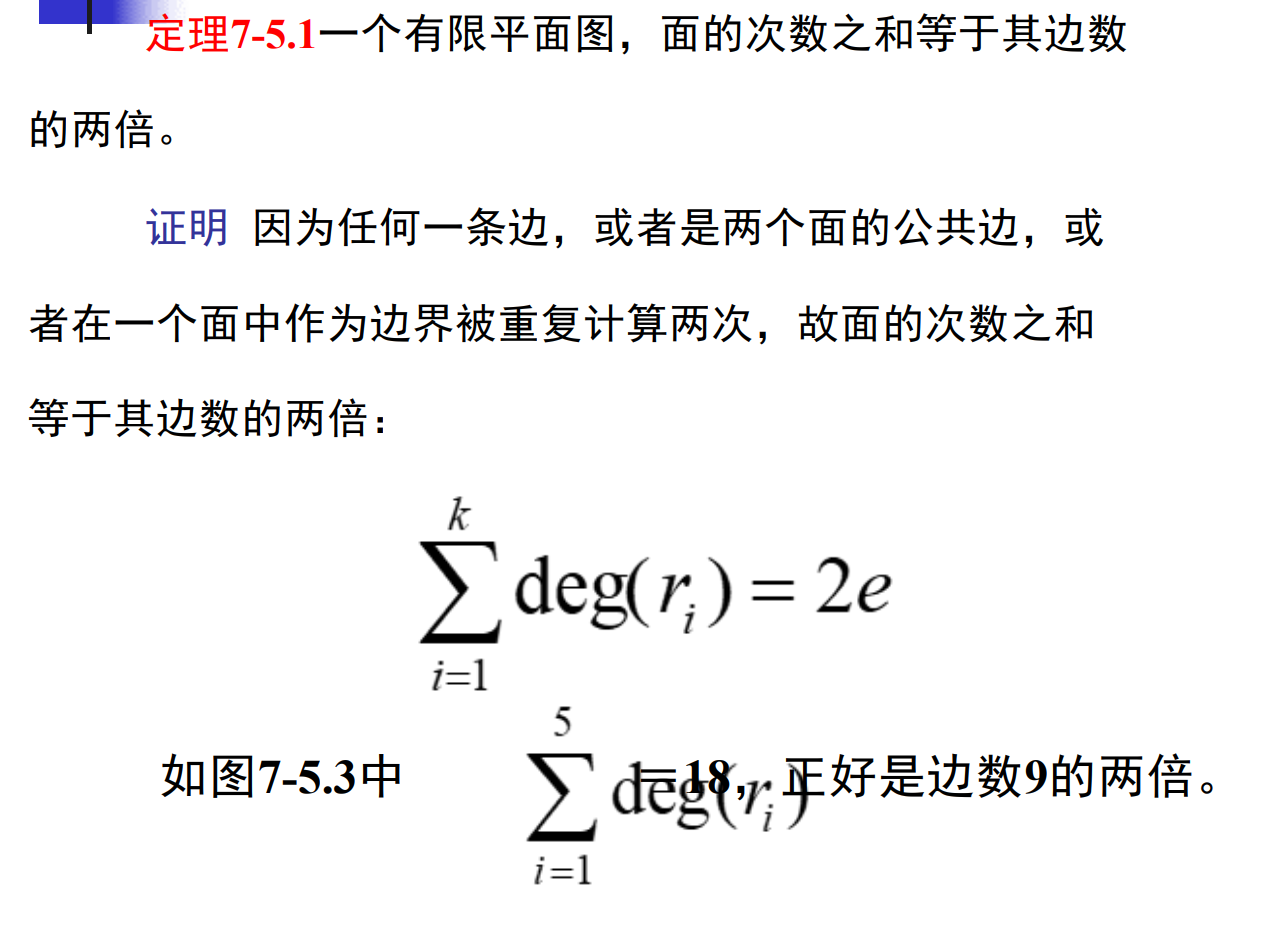 定理7-5.1一个有限平面图，面的次数之和等于其边数
的两倍。
证明 因为任何一条边，或者是两个面的公共边，或
者在一个面中作为边界被重复计算两次，故面的次数之和
等于其边数的两倍：
\sum_{i=1}^{k} deg(r_i) = 2e
如图7-5.3中 \sum_{i=1}^{5} deg(r_i) =18，正好是边数9的两倍。